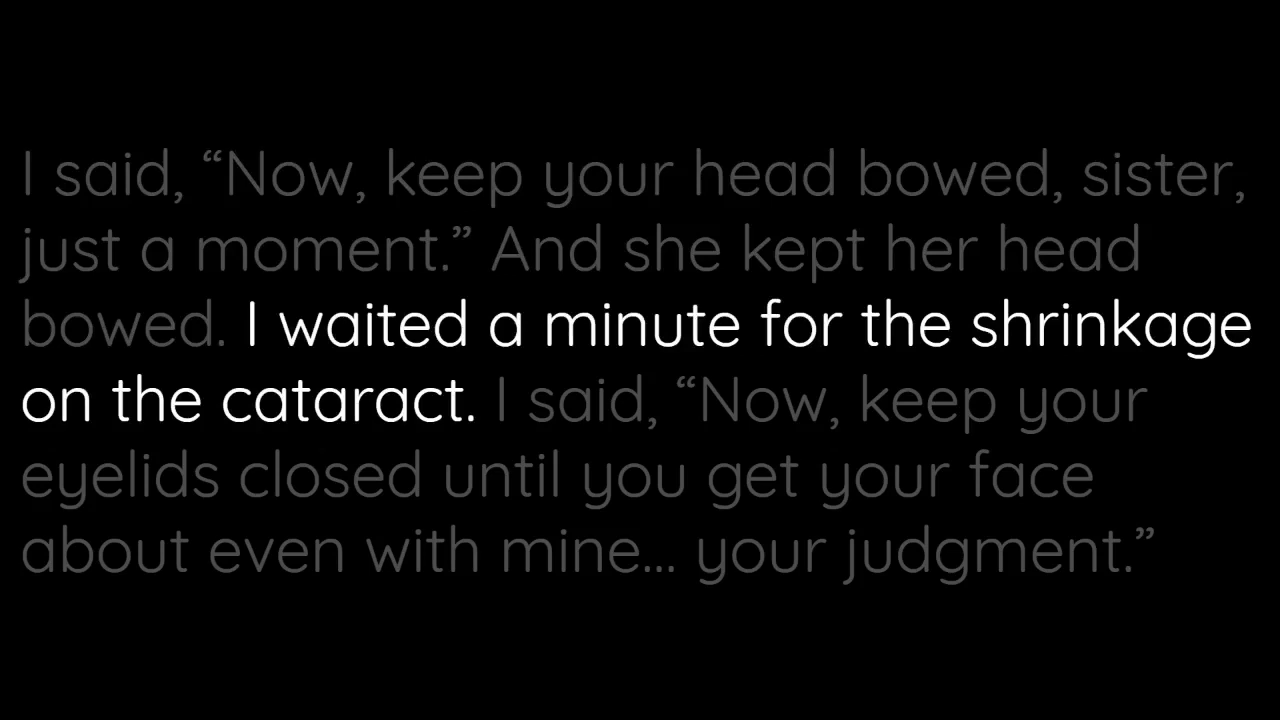 I said, “Now, keep your head bowed, sister,
just a moment.” And she kept her head
bowed. I waited a minute for the shrinkage
on the cataract. I said, “Now, keep your
eyelids closed until you get your face
about even with mine... your judgment.”